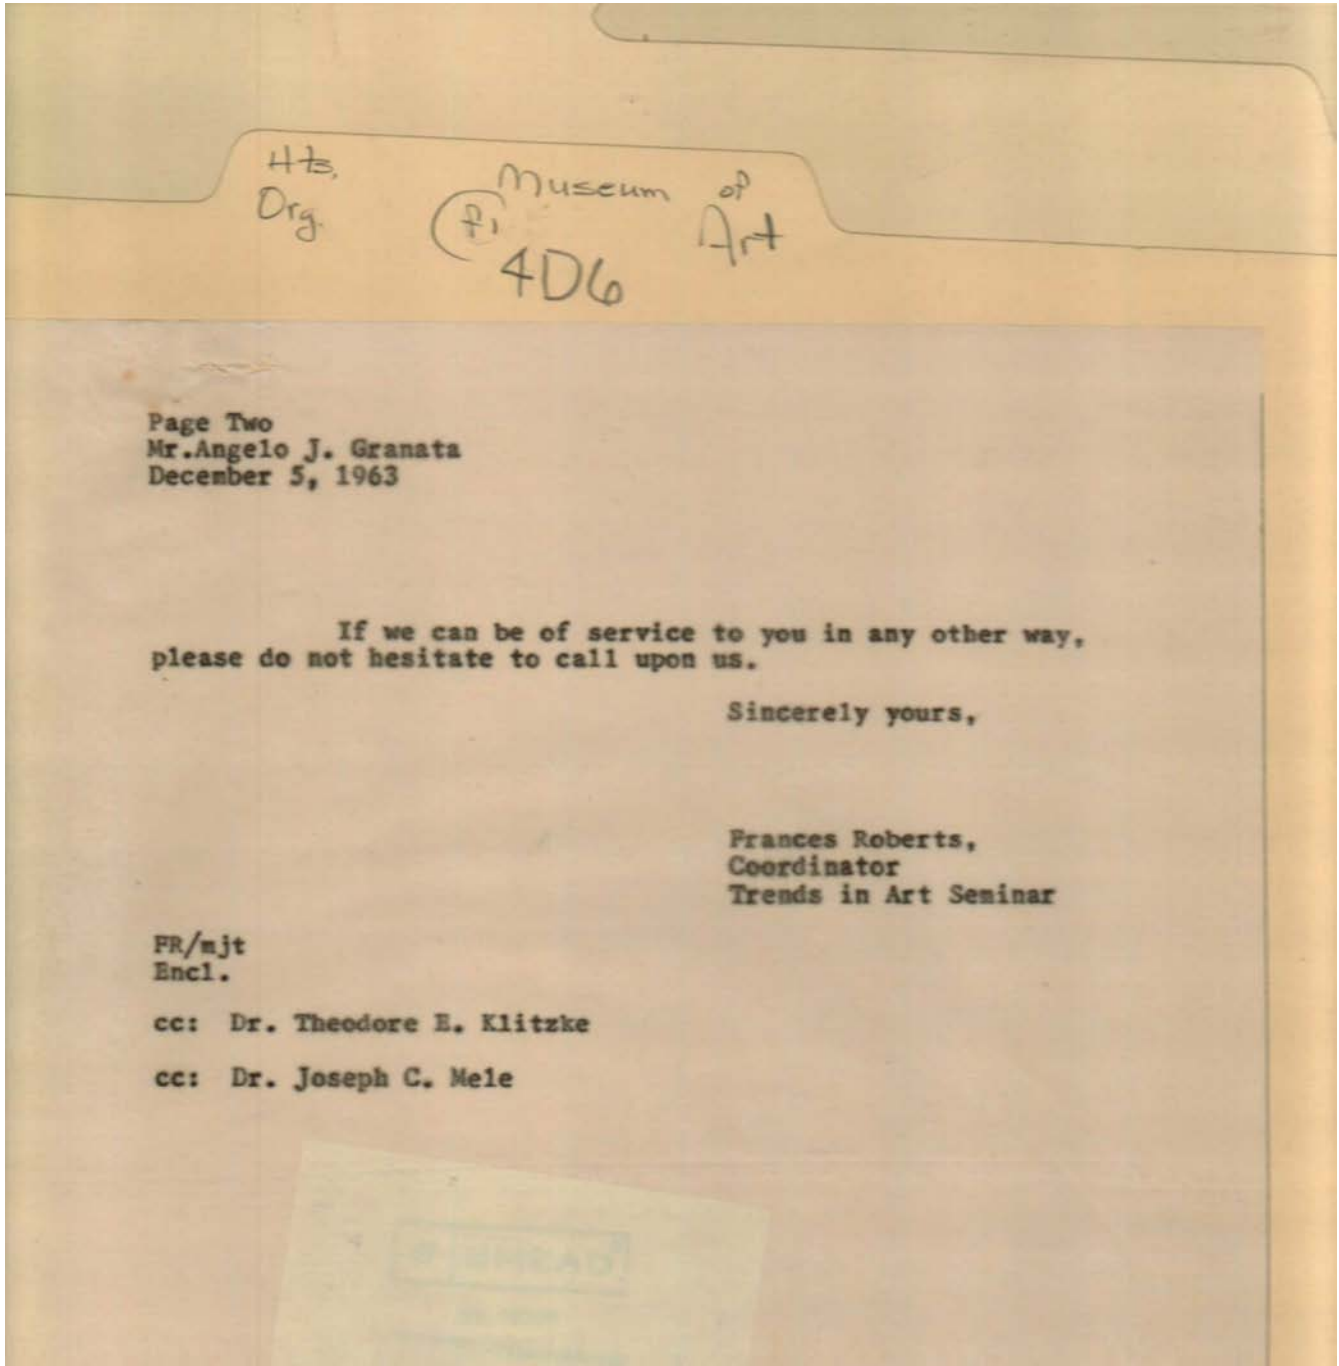 Hts.
Org.
Museum of
Art
4D6
Page Two
Mr.Angelo J. Granata
December 5, 1963
If we can be of service to you in any other way,
please do not hesitate to call upon us.
Sincerely yours,
Frances Roberts,
Coordinator
Trends in Art Seminar
FR/mjt
Encl.
cc: Dr. Theodore E. Klitzke
cc: Dr. Joseph C. Mele